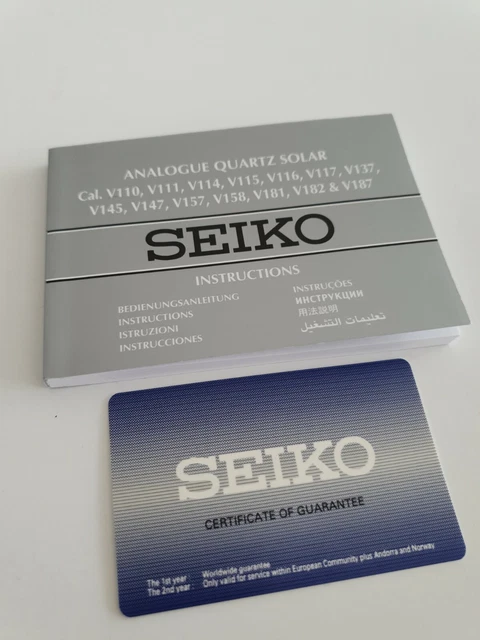 ANALOGUE QUARTZ SOLAR
Cal. V110, V111, V114, V115, V116, V117, V137,
V145, V147, V157, V158, V181, V182 & V187
SEIKO
INSTRUCTIONS
BEDIENUNGSANLEITUNG
INSTRUCTIONS
ISTRUZIONI
INSTRUCCIONES
INSTRUÇÕES
ИНСТРУКЦИИ
用法説明
تعليمات التشغيل
SEIKO
CERTIFICATE OF GUARANTEE
The 1st year : Worldwide guarantee
The 2nd year : Only valid for service within European Community plus Andorra and Norway